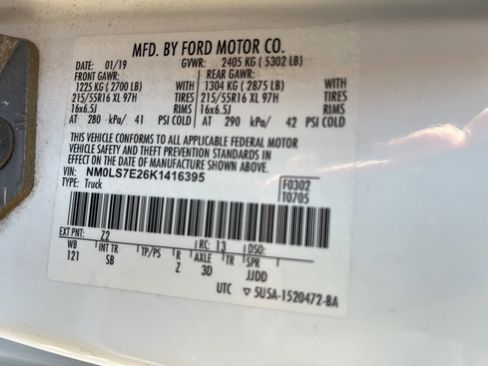 MFD. BY FORD MOTOR CO.
DATE: 01/19 GVWR: 2405 KG ( 5302 LB)
FRONT GAWR: REAR GAWR:
1225 KG ( 2700 LB) WITH 1304 KG ( 2875 LB) WITH
215/55R16 XL 97H TIRES 215/55R16 XL 97H TIRES
16x6.5J RIMS 16x6.5J RIMS
AT 280 kPa/ 41 PSI COLD AT 290 kPa/ 42 PSI COLD
THIS VEHICLE CONFORMS TO ALL APPLICABLE FEDERAL MOTOR
VEHICLE SAFETY AND THEFT PREVENTION STANDARDS IN
EFFECT ON THE DATE OF MANUFACTURE SHOWN ABOVE.
VIN: NM0LS7E26K1416395
TYPE: Truck
F0302
T0705
EXT PNT: Z2 RC: 13 DSO:
WB INT TR TP/PS R AXLE TR SPR
121 SB Z 3D JJDD
UTC ▽ 5U5A-1520472-BA